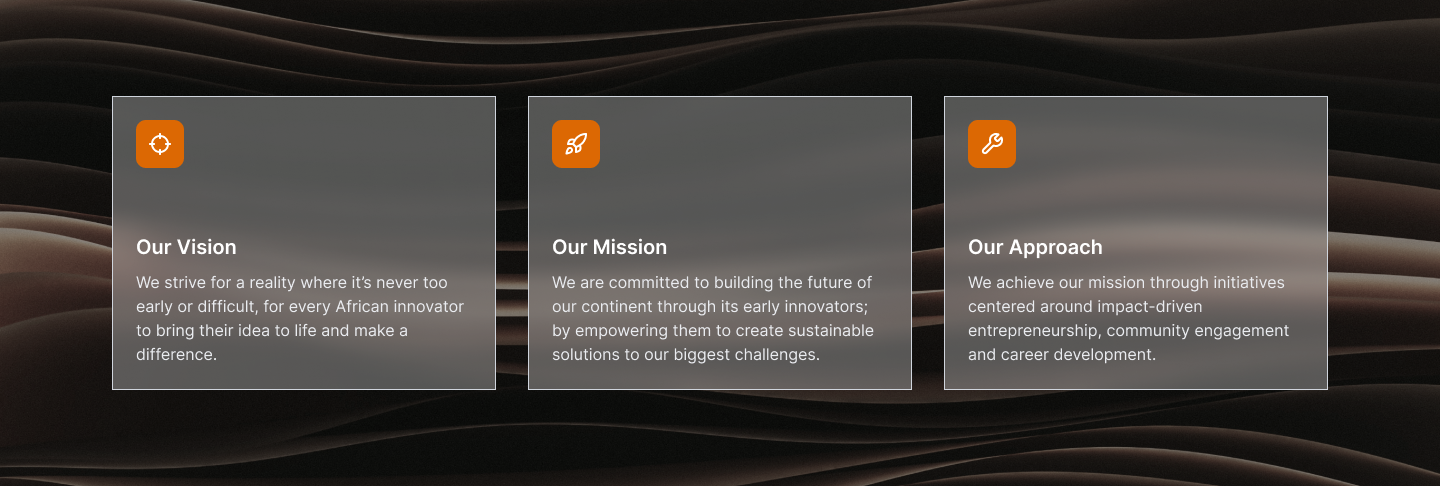 Our Vision
We strive for a reality where it’s never too
early or difficult, for every African innovator
to bring their idea to life and make a
difference.
Our Mission
We are committed to building the future of
our continent through its early innovators;
by empowering them to create sustainable
solutions to our biggest challenges.
Our Approach
We achieve our mission through initiatives
centered around impact-driven
entrepreneurship, community engagement
and career development.